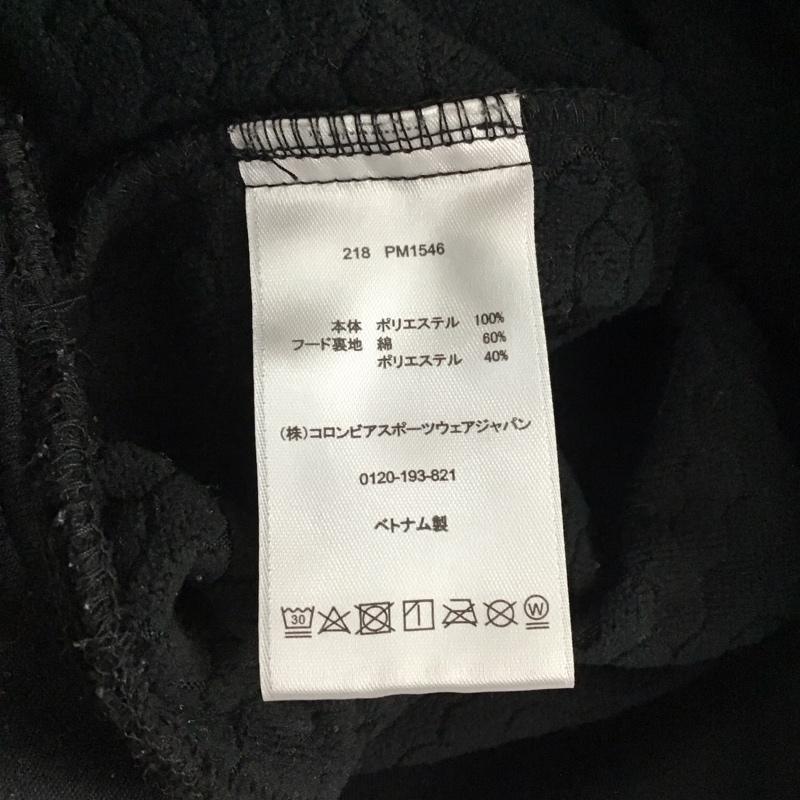 218 PM1546
本体 ポリエステル 100%
フード裏地 綿 60%
ポリエステル 40%
(株)コロンビアスポーツウェアジャパン
0120-193-821
ベトナム製
30 W